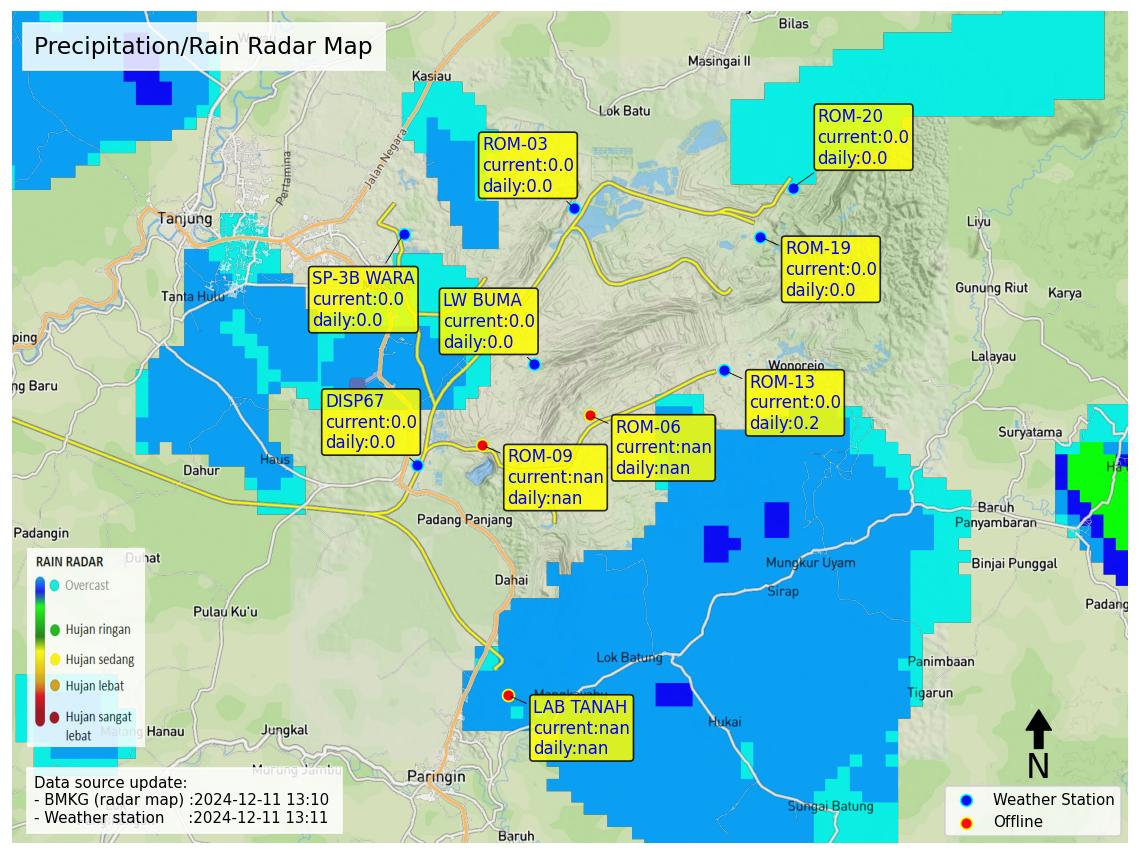 Precipitation/Rain Radar Map
Bilas
Masingai II
Kasiau
Lok Batu
Jalan Negara
Pertamina
Tanjung
Tanta Hulu
ping
ng Baru
Dahur
Haus
Padangin
Duhat
Pulau Ku'u
Padang Panjang
Dahai
Liyu
Gunung Riut
Karya
Lalayau
Wonorejo
Suryatama
Ha
Baruh
Panyambaran
Binjai Punggal
Padang
Mungkur Uyam
Sirap
Lok Batung
Panimbaan
Tigarun
Hukai
Sungai Batung
Jungkal
Paringin
Baruh
ROM-03
current:0.0
daily:0.0
ROM-20
current:0.0
daily:0.0
ROM-19
current:0.0
daily:0.0
SP-3B WARA
current:0.0
daily:0.0
LW BUMA
current:0.0
daily:0.0
ROM-13
current:0.0
daily:0.2
DISP67
current:0.0
daily:0.0
ROM-06
current:nan
daily:nan
ROM-09
current:nan
daily:nan
LAB TANAH
current:nan
daily:nan
RAIN RADAR
Overcast
Hujan ringan
Hujan sedang
Hujan lebat
Hujan sangat
lebat
Data source update:
- BMKG (radar map) :2024-12-11 13:10
- Weather station :2024-12-11 13:11
N
Weather Station
Offline